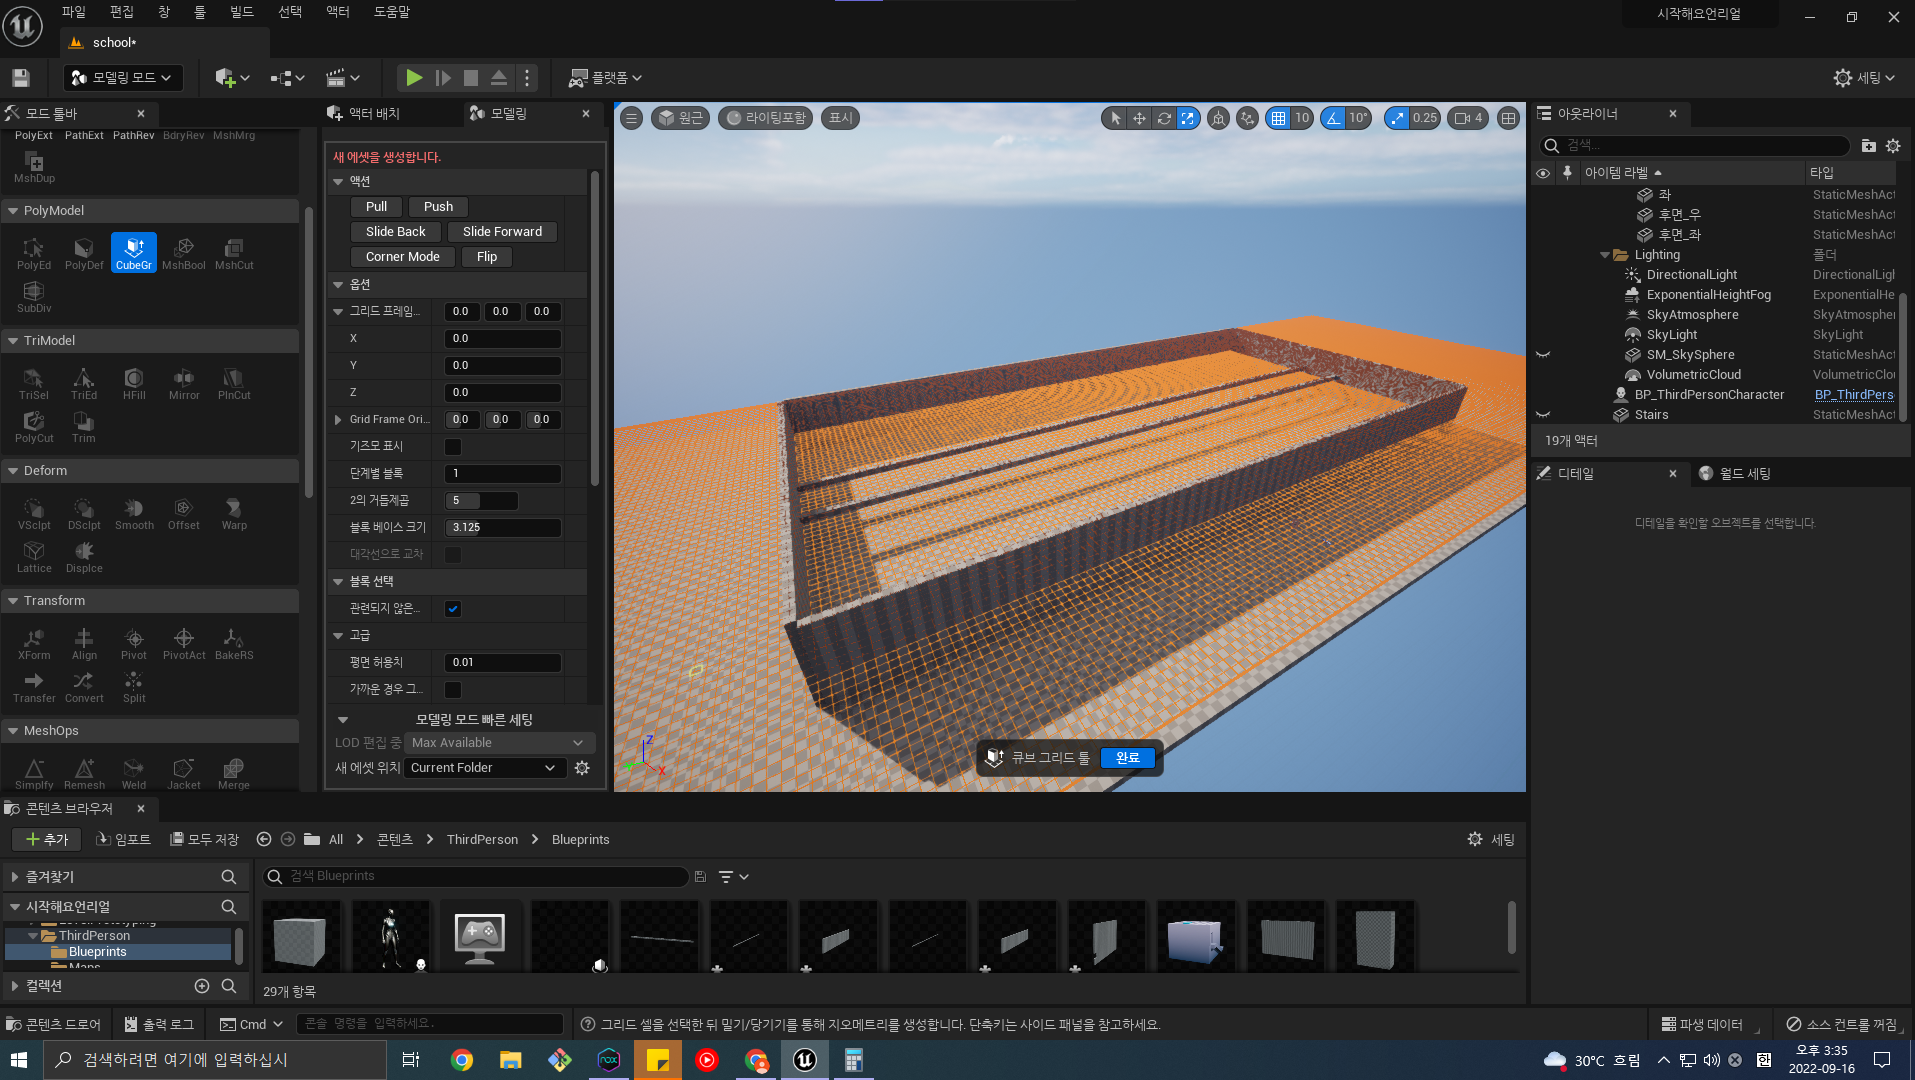 파일 편집 창 툴 빌드 선택 액터 도움말
시작해요언리얼
school*
모델링 모드
플랫폼
세팅
모드 툴바
PolyExt PathExt PathRev BdryRev MshMrg
MshDup
PolyModel
PolyEd PolyDef CubeGr MshBool MshCut
SubDiv
TriModel
TriSel TriEd HFill Mirror PlnCut
PolyCut Trim
Deform
VSclpt DSclpt Smooth Offset Warp
Lattice Displce
Transform
XForm Align Pivot PivotAct BakeRS
Transfer Convert Split
MeshOps
Simplfy Remesh Weld Jacket Merge
액터 배치
모델링
새 에셋을 생성합니다.
액션
Pull Push
Slide Back Slide Forward
Corner Mode Flip
옵션
그리드 프레임... 0.0 0.0 0.0
X 0.0
Y 0.0
Z 0.0
Grid Frame Ori... 0.0 0.0 0.0
기즈모 표시
단계별 블록 1
2의 거듭제곱 5
블록 베이스 크기 3.125
대각선으로 교차
블록 선택
관련되지 않은...
고급
평면 허용치 0.01
가까운 경우 그...
모델링 모드 빠른 세팅
LOD 편집 중 Max Available
새 에셋 위치 Current Folder
원근 라이팅포함 표시
10 10° 0.25 4
Z
X
큐브 그리드 툴 완료
아웃라이너
검색...
아이템 라벨 타입
좌 StaticMeshAct
후면_우 StaticMeshAct
후면_좌 StaticMeshAct
Lighting 폴더
DirectionalLight DirectionalLigh
ExponentialHeightFog ExponentialHe
SkyAtmosphere SkyAtmospher
SkyLight SkyLight
SM_SkySphere StaticMeshAct
VolumetricCloud VolumetricClou
BP_ThirdPersonCharacter BP_ThirdPers
Stairs StaticMeshAct
19개 액터
디테일
월드 세팅
디테일을 확인할 오브젝트를 선택합니다.
콘텐츠 브라우저
추가 임포트 모두 저장 All 콘텐츠 ThirdPerson Blueprints
세팅
즐겨찾기
시작해요언리얼
ThirdPerson
Blueprints
Maps
컬렉션
검색 Blueprints
29개 항목
콘텐츠 드로어 출력 로그 Cmd 콘솔 명령을 입력하세요.
그리드 셀을 선택한 뒤 밀기/당기기를 통해 지오메트리를 생성합니다. 단축키는 사이드 패널을 참고하세요.
파생 데이터 소스 컨트롤 꺼짐
검색하려면 여기에 입력하십시
nox
30°C 흐림
한
오후 3:35
2022-09-16